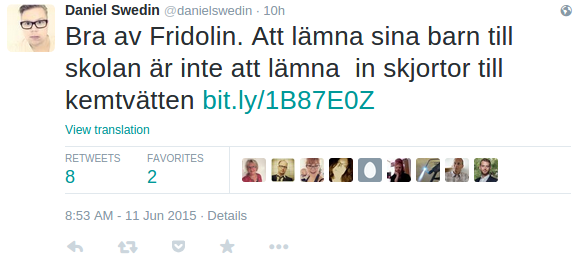 Daniel Swedin @danielswedin · 10h
Bra av Fridolin. Att lämna sina barn till
skolan är inte att lämna  in skjortor till
kemtvätten bit.ly/1B87E0Z
View translation
RETWEETS
8
FAVORITES
2
8:53 AM - 11 Jun 2015 · Details